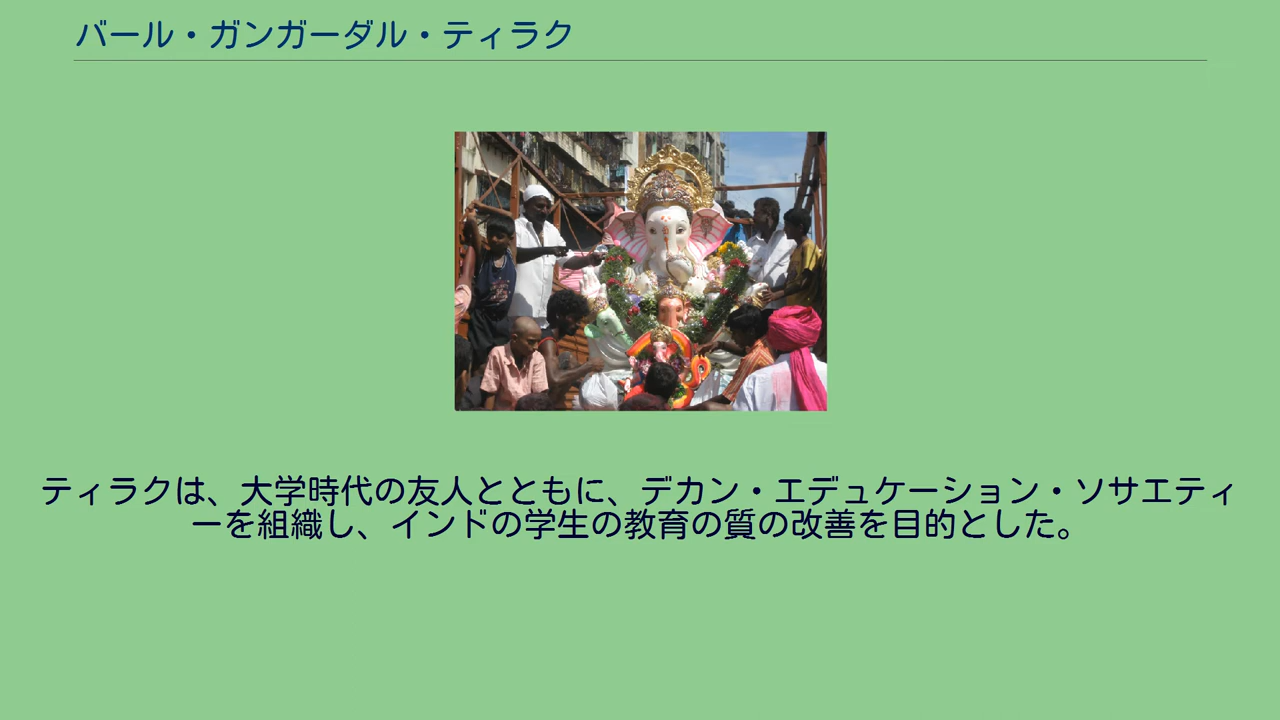 バール・ガンガーダル・ティラク
ティラクは、大学時代の友人とともに、デカン・エデュケーション・ソサエティ
ーを組織し、インドの学生の教育の質の改善を目的とした。